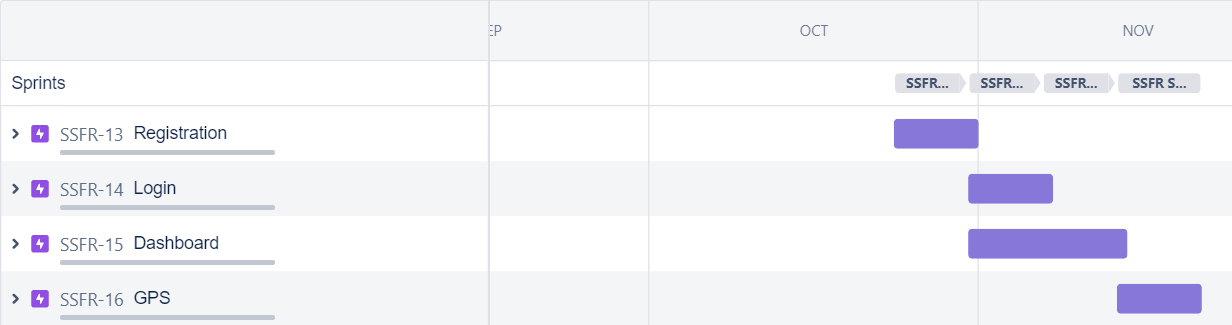 EP OCT NOV
Sprints SSFR... SSFR... SSFR... SSFR S...
SSFR-13 Registration
SSFR-14 Login
SSFR-15 Dashboard
SSFR-16 GPS